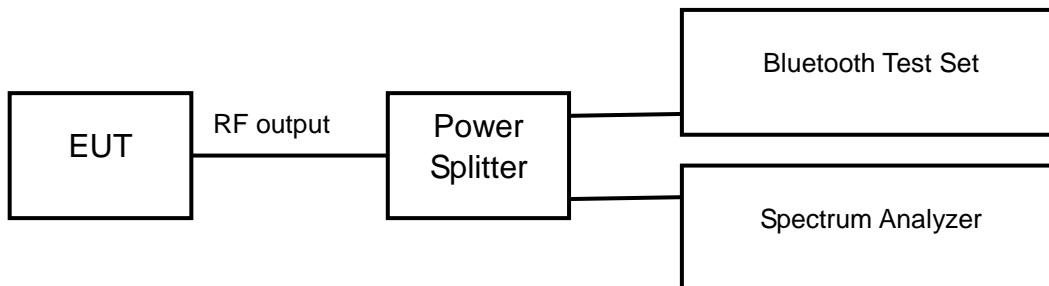 EUT
RF output
Power
Splitter
Bluetooth Test Set
Spectrum Analyzer